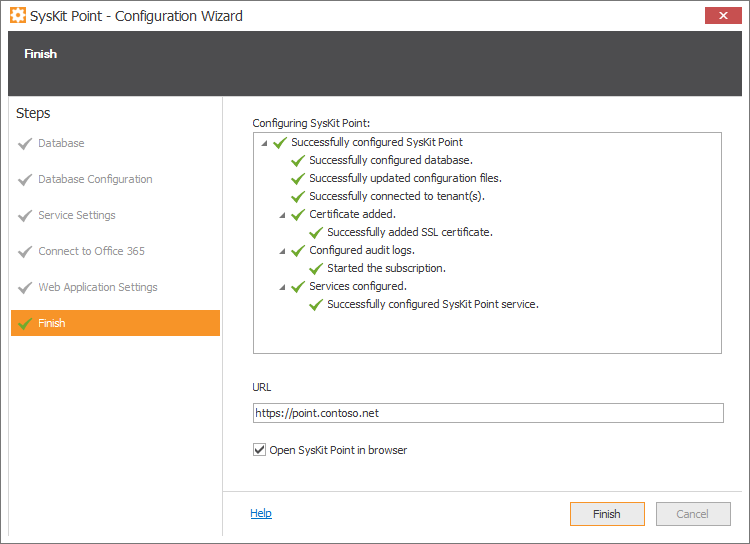 SysKit Point - Configuration Wizard
Finish
Steps
Database
Database Configuration
Service Settings
Connect to Office 365
Web Application Settings
Finish
Configuring SysKit Point:
Successfully configured SysKit Point
Successfully configured database.
Successfully updated configuration files.
Successfully connected to tenant(s).
Certificate added.
Successfully added SSL certificate.
Configured audit logs.
Started the subscription.
Services configured.
Successfully configured SysKit Point service.
URL
https://point.contoso.net
Open SysKit Point in browser
Help
Finish
Cancel